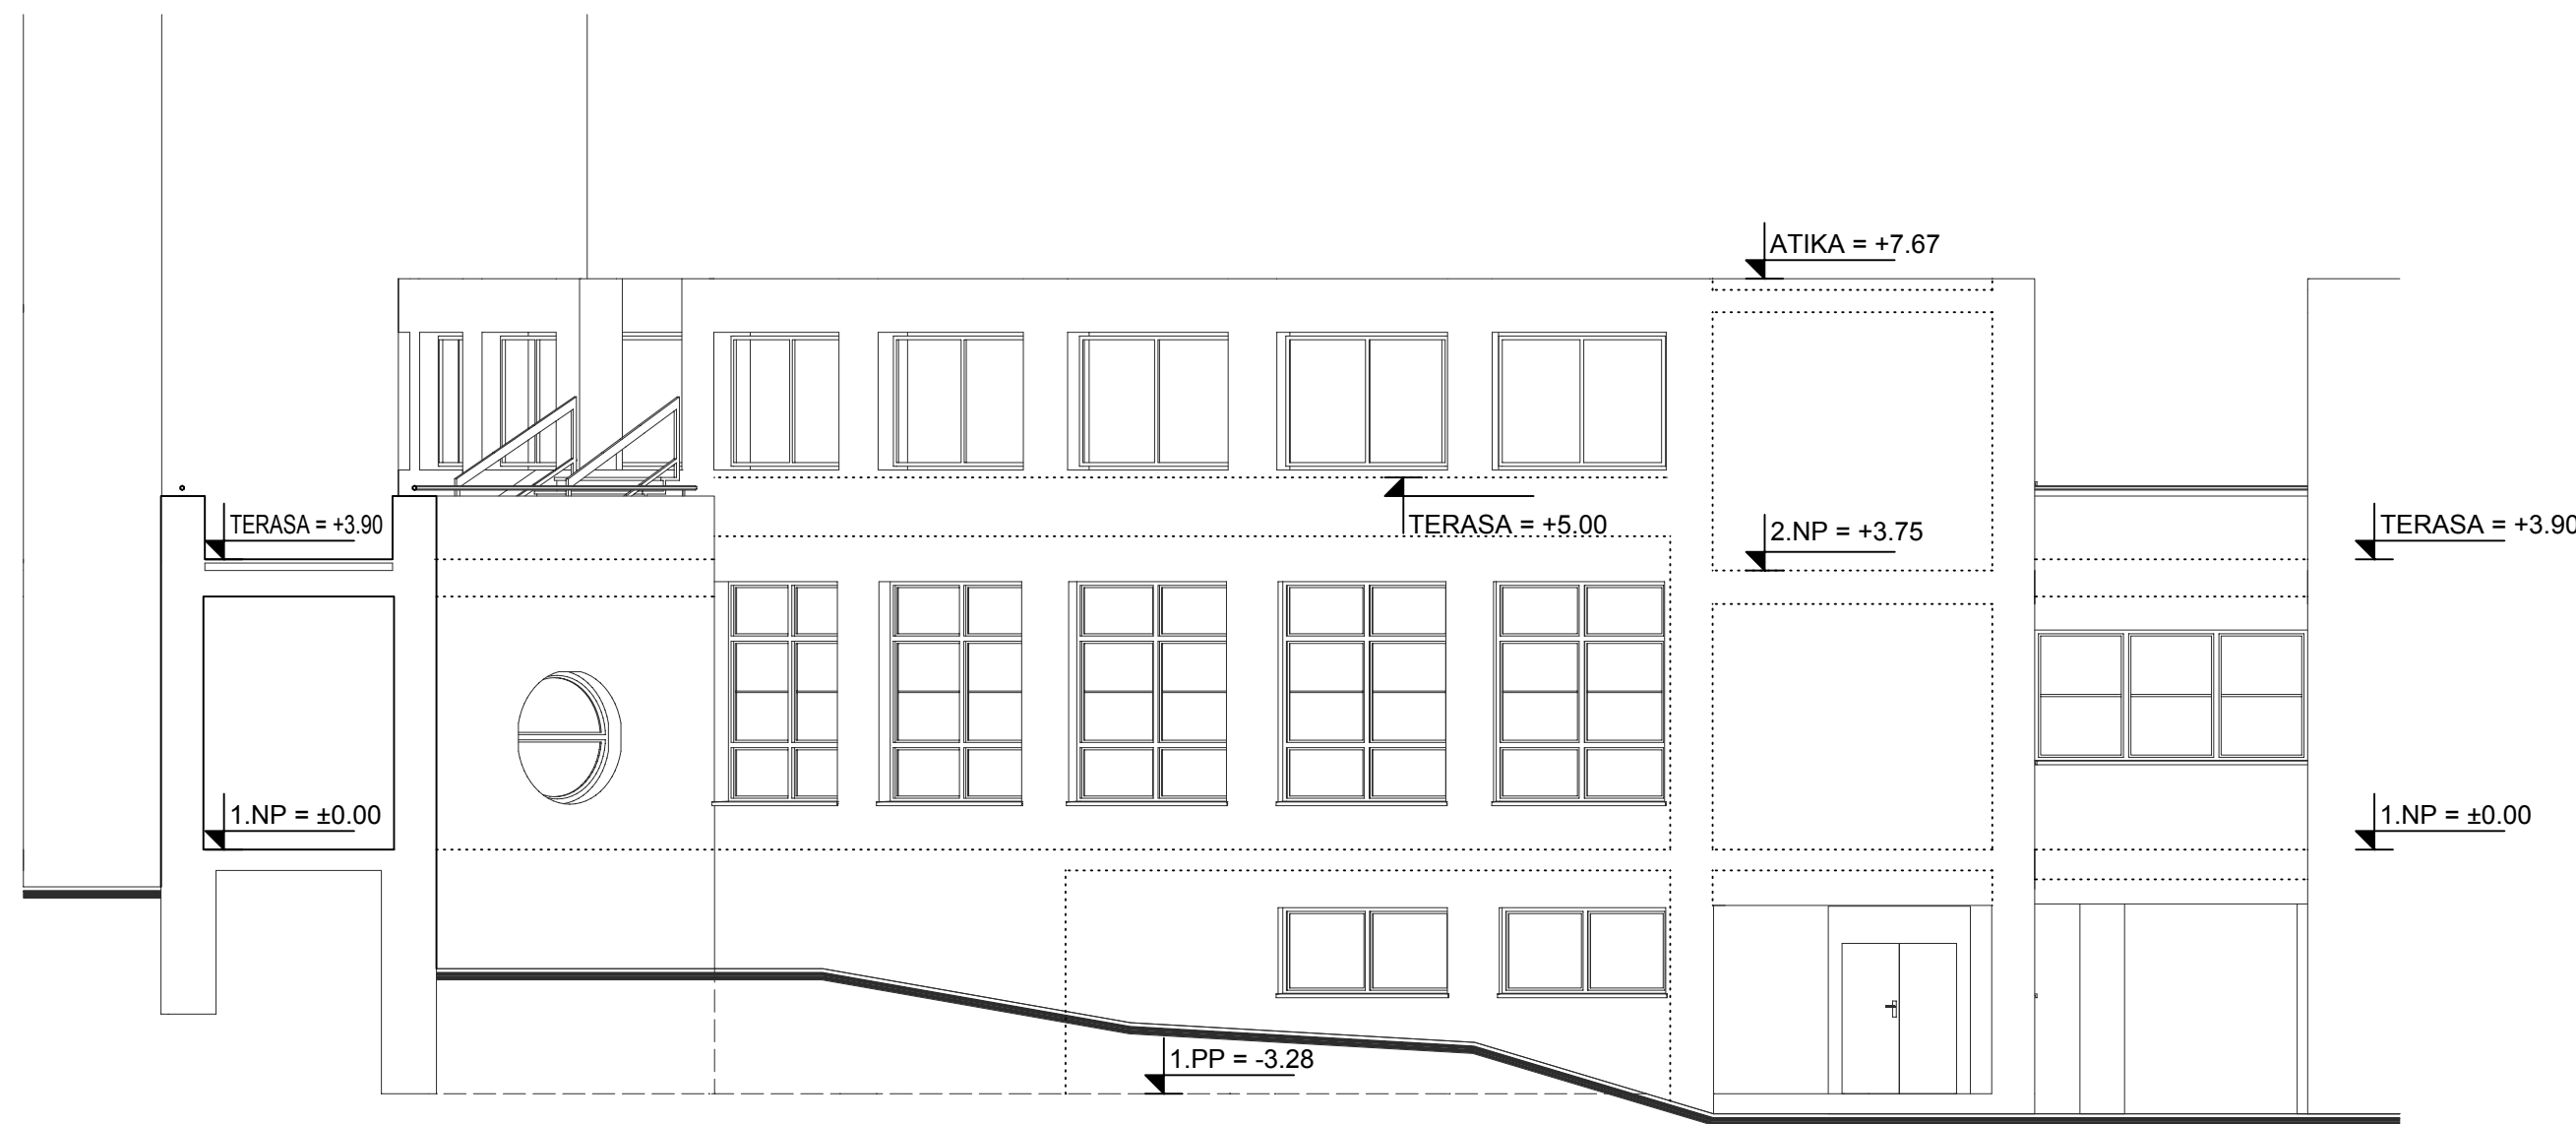 ATIKA = +7.67
TERASA = +3.90
TERASA = +5.00
2.NP = +3.75
TERASA = +3.90
1.NP = ±0.00
1.NP = ±0.00
1.PP = -3.28